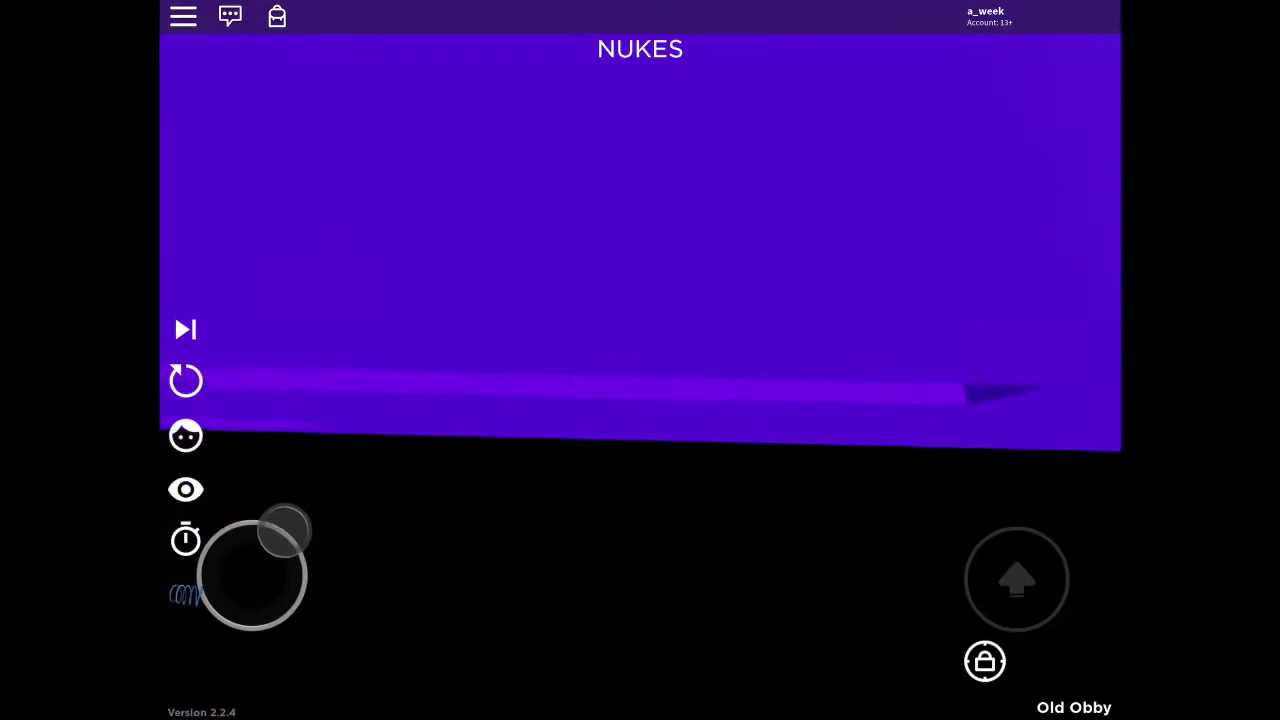 a_week
Account: 13+
NUKES
Version 2.2.4
Old Obby